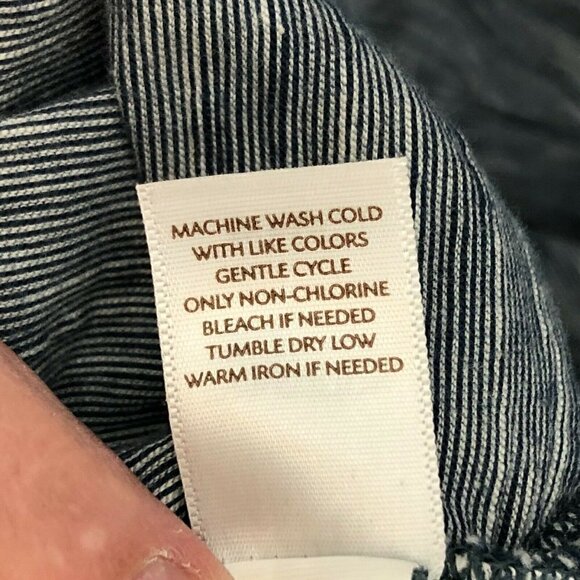 MACHINE WASH COLD
WITH LIKE COLORS
GENTLE CYCLE
ONLY NON-CHLORINE
BLEACH IF NEEDED
TUMBLE DRY LOW
WARM IRON IF NEEDED